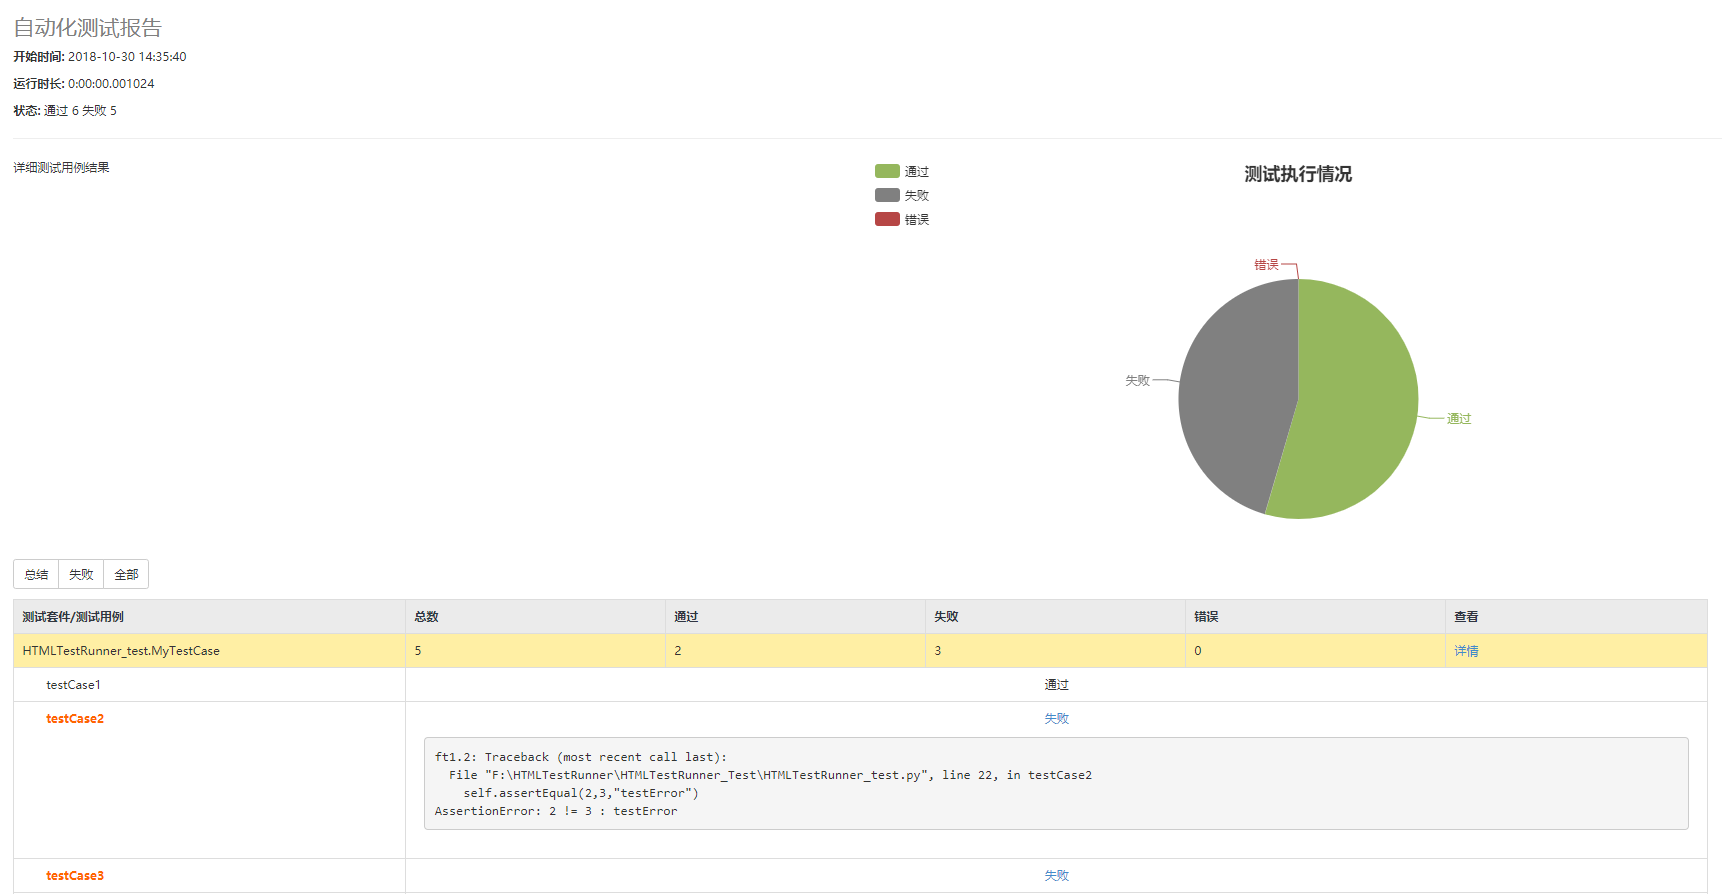 自动化测试报告
开始时间: 2018-10-30 14:35:40
运行时长: 0:00:00.001024
状态: 通过 6 失败 5
详细测试用例结果
通过
失败
错误
测试执行情况
错误
失败
通过
总结 失败 全部
测试套件/测试用例 总数 通过 失败 错误 查看
HTMLTestRunner_test.MyTestCase 5 2 3 0 详情
testCase1 通过
testCase2 失败
ft1.2: Traceback (most recent call last):
File "F:\HTMLTestRunner\HTMLTestRunner_Test\HTMLTestRunner_test.py", line 22, in testCase2
self.assertEqual(2,3,"testError")
AssertionError: 2 != 3 : testError
testCase3 失败